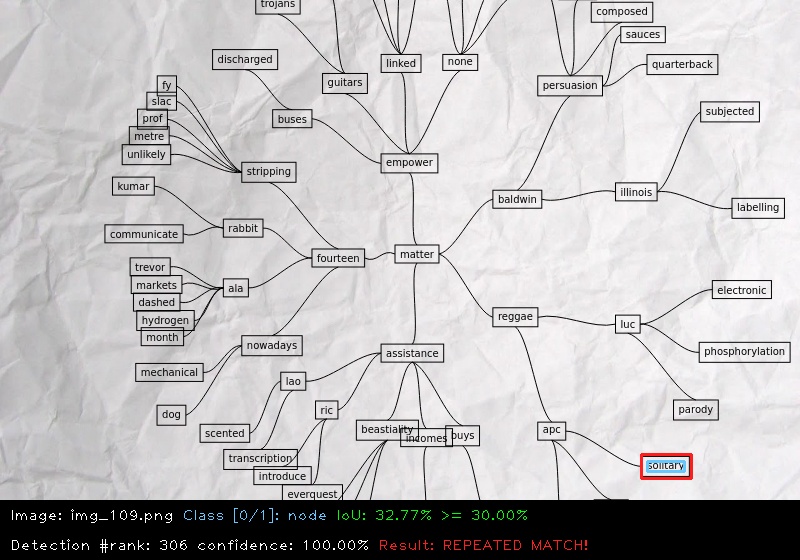 trojans
composed
sauces
discharged
linked
none
quarterback
fy
guitars
persuasion
slac
prof
buses
subjected
metre
unlikely
empower
stripping
kumar
illinois
baldwin
labelling
communicate
rabbit
matter
fourteen
trevor
markets
ala
electronic
dashed
hydrogen
reggae
luc
month
nowadays
assistance
phosphorylation
mechanical
lao
dog
ric
parody
scented
beastiality
incomes
buys
apc
transcription
solitary
introduce
everquest
Image: img_109.png Class [0/1]: node IoU: 32.77% >= 30.00%
Detection #rank: 306 confidence: 100.00% Result: REPEATED MATCH!